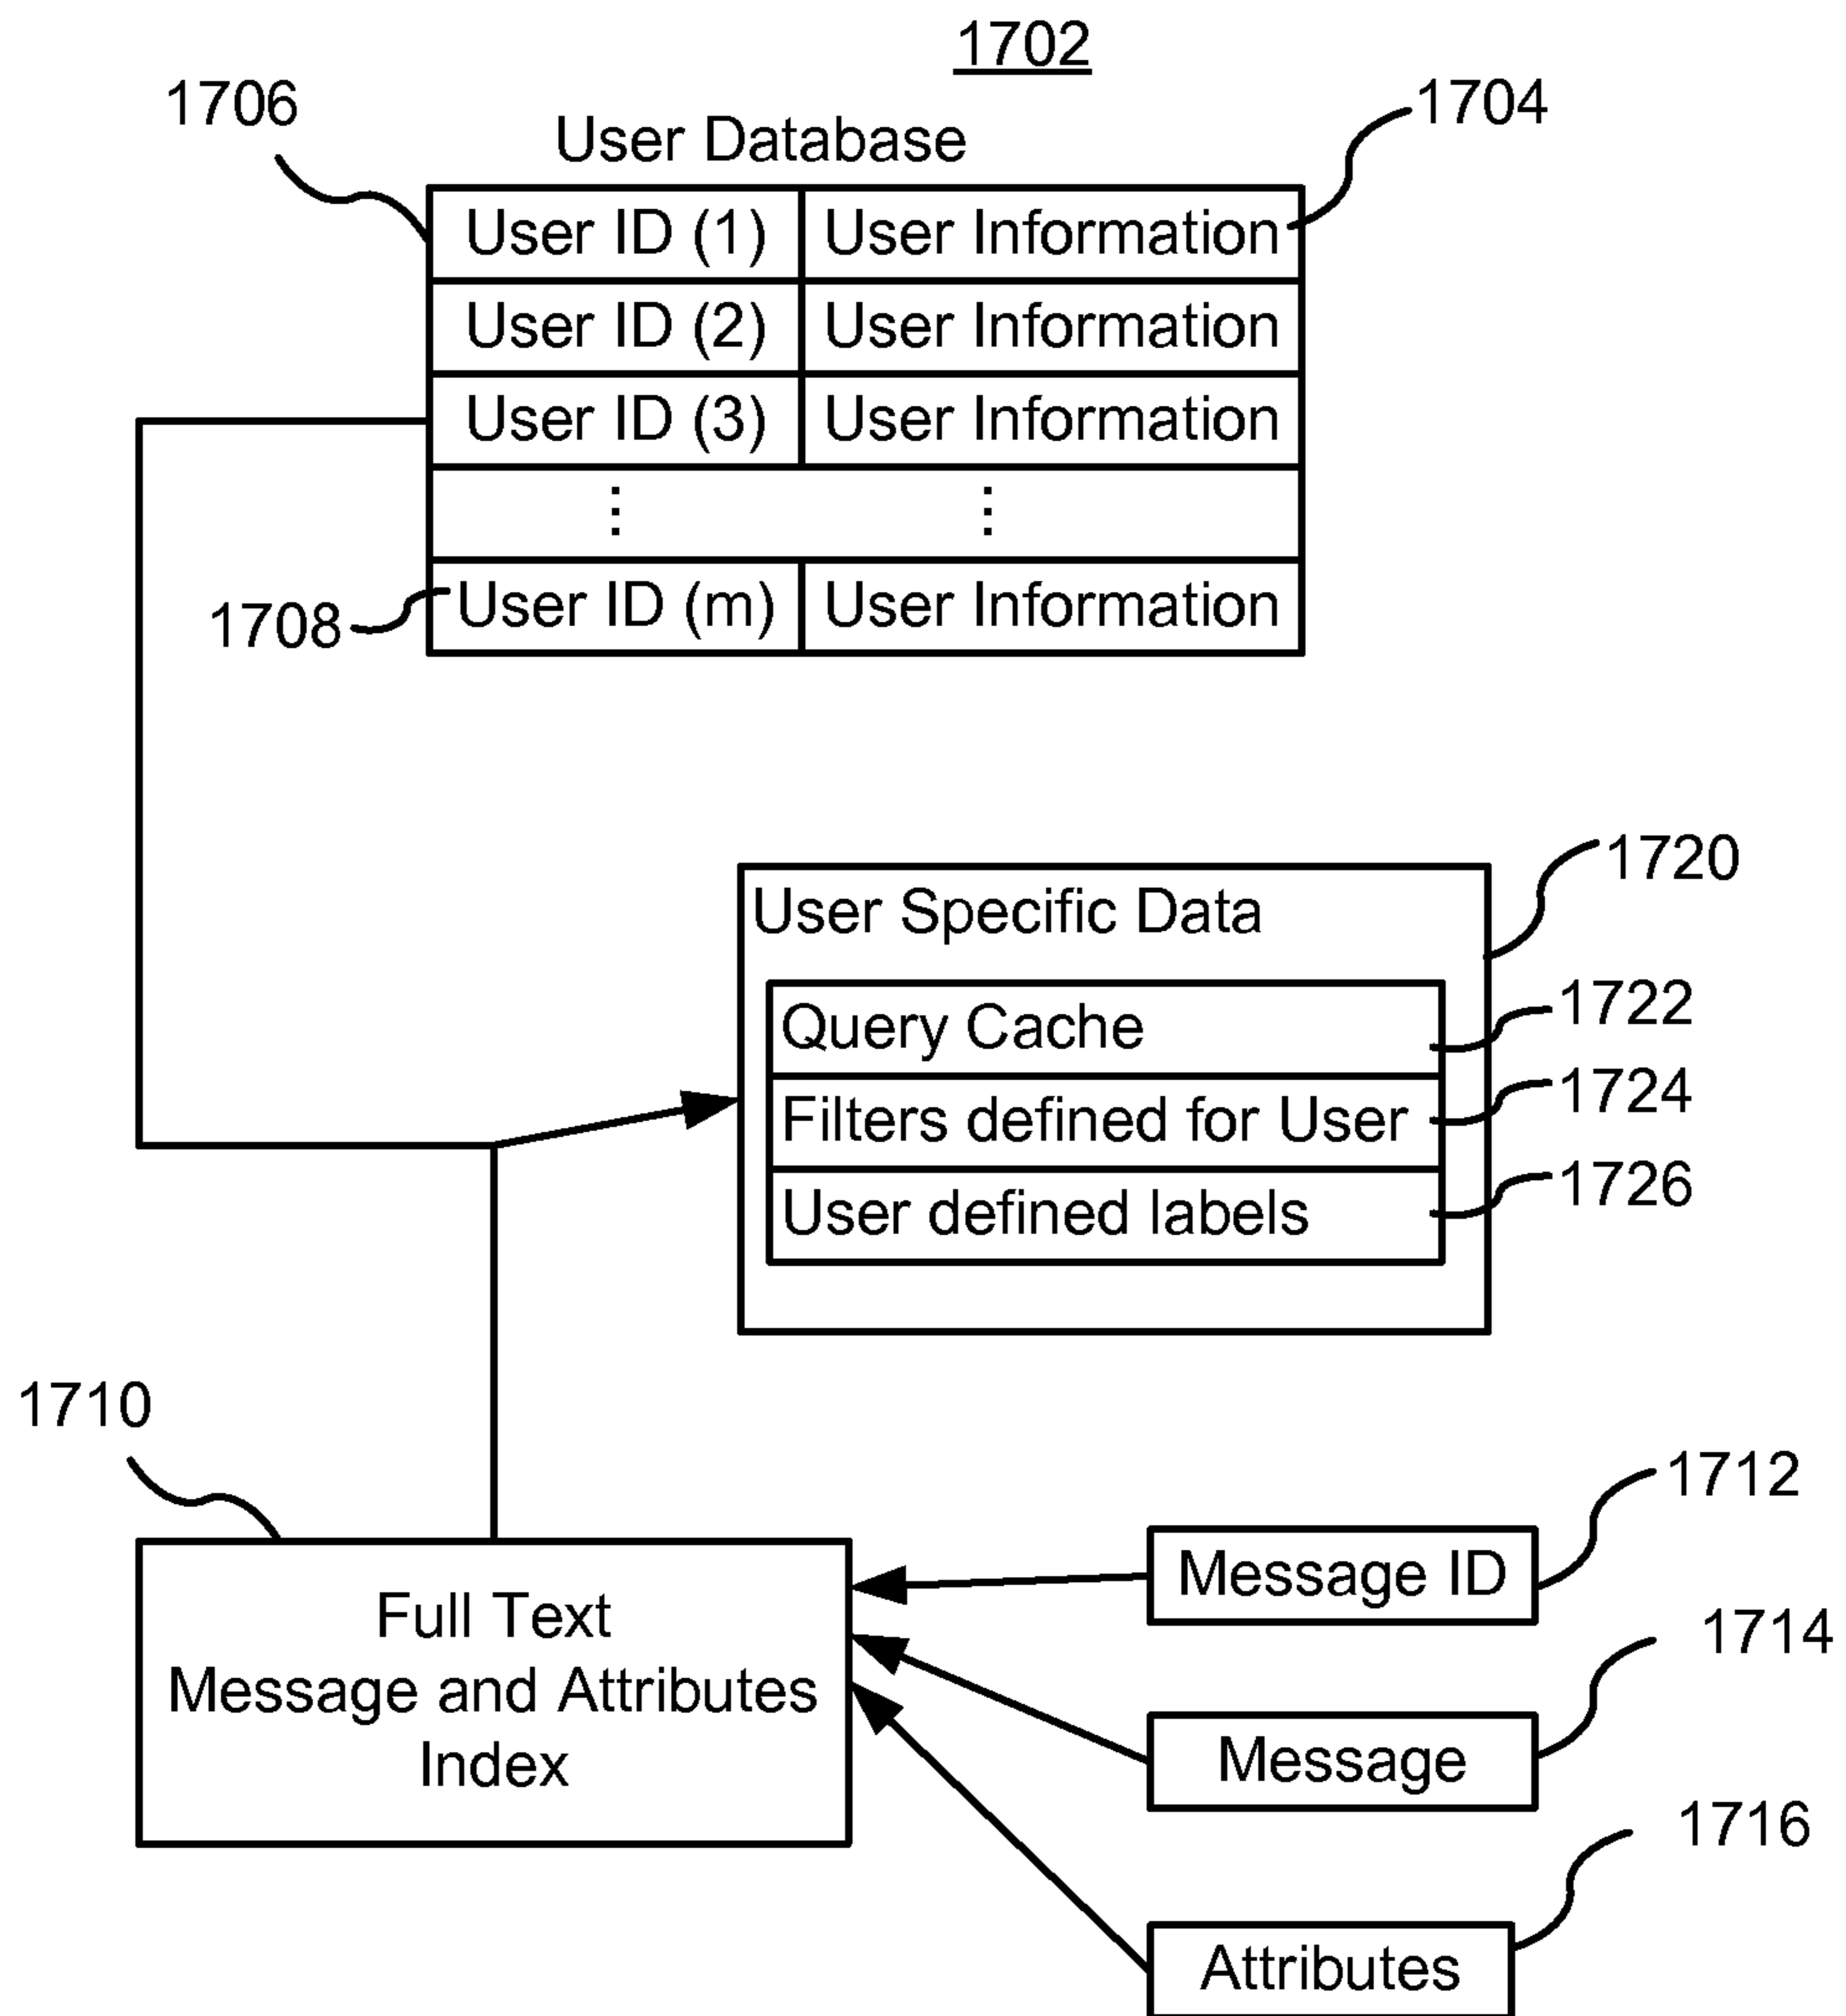 1702
1706
1704
User Database
User ID (1) User Information
User ID (2) User Information
User ID (3) User Information
⋮ ⋮
User ID (m) User Information
1708
1720
User Specific Data
Query Cache
1722
Filters defined for User
1724
User defined labels
1726
1710
Full Text
Message and Attributes
Index
1712
Message ID
1714
Message
1716
Attributes